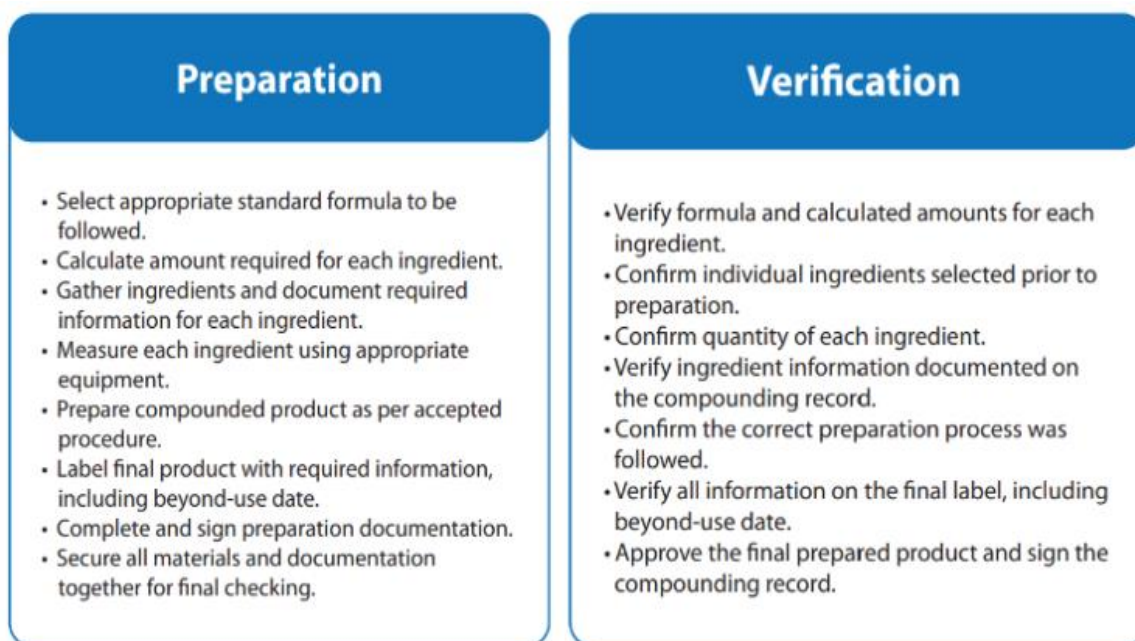 Preparation
• Select appropriate standard formula to be
followed.
• Calculate amount required for each ingredient.
• Gather ingredients and document required
information for each ingredient.
• Measure each ingredient using appropriate
equipment.
• Prepare compounded product as per accepted
procedure.
• Label final product with required information,
including beyond-use date.
• Complete and sign preparation documentation.
• Secure all materials and documentation
together for final checking.
Verification
• Verify formula and calculated amounts for each
ingredient.
• Confirm individual ingredients selected prior to
preparation.
• Confirm quantity of each ingredient.
• Verify ingredient information documented on
the compounding record.
• Confirm the correct preparation process was
followed.
• Verify all information on the final label, including
beyond-use date.
• Approve the final prepared product and sign the
compounding record.